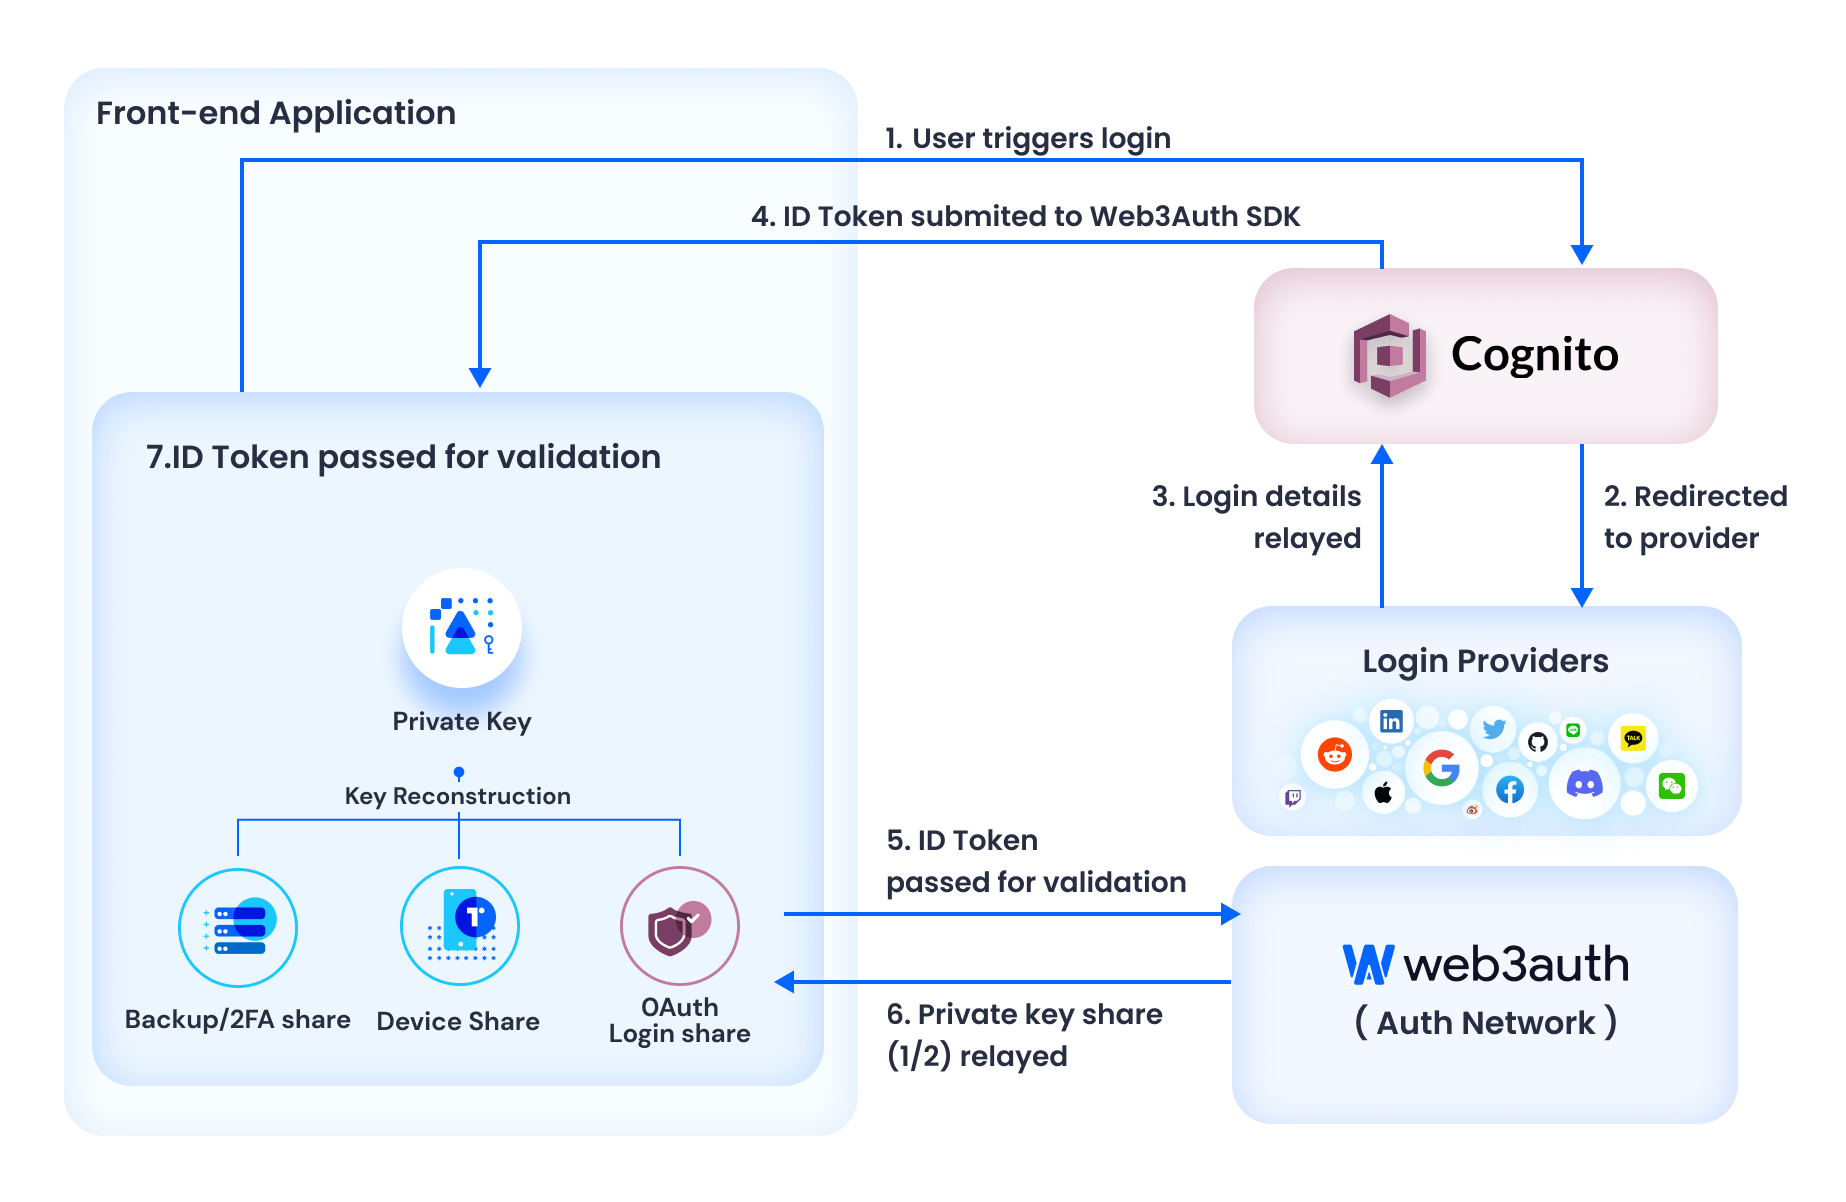 Front-end Application
1. User triggers login
4. ID Token submited to Web3Auth SDK
Cognito
7.ID Token passed for validation
3. Login details
relayed
2. Redirected
to provider
Login Providers
in
TALK
Private Key
Key Reconstruction
Backup/2FA share
Device Share
OAuth
Login share
5. ID Token
passed for validation
6. Private key share
(1/2) relayed
web3auth
( Auth Network )